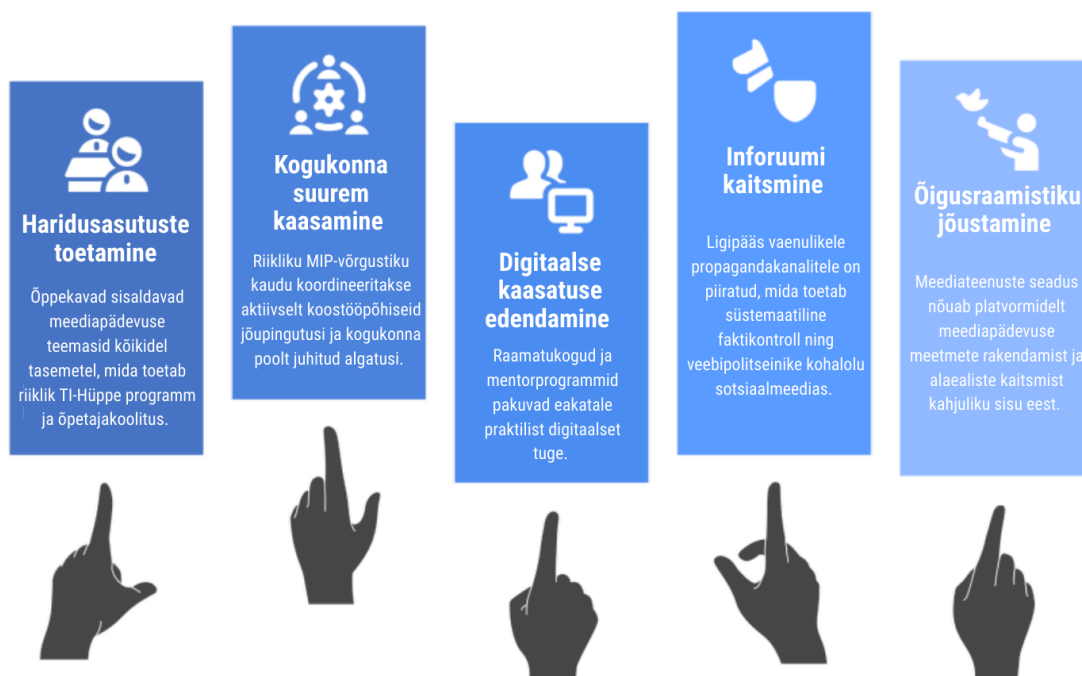 Haridusasutuste
toetamine
Õppekavad sisaldavad
meediapädevuse
teemasid kõikidel
tasemetel, mida toetab
riiklik TI-Hüppe programm
ja õpetajakoolitus.
Kogukonna
suurem
kaasamine
Riikliku MIP-võrgustiku
kaudu koordineeritakse
aktiivselt koostööpõhiseid
jõupingutusi ja kogukonna
poolt juhitud algatusi.
Digitaalse
kaasatuse
edendamine
Raamatukogud ja
mentorprogrammid
pakuvad eakatale
praktilist digitaalset
tuge.
Inforuumi
kaitsmine
Ligipääs vaenulikele
propagandakanalitele on
piiratud, mida toetab
süstemaatiline
faktikontroll ning
veebipolitseinike kohalolu
sotsiaalmeedias.
Õigusraamistiku
jõustamine
Meediateenuste seadus
nõuab platvormidelt
meediapädevuse
meetmete rakendamist ja
alaealiste kaitsmist
kahjuliku sisu eest.